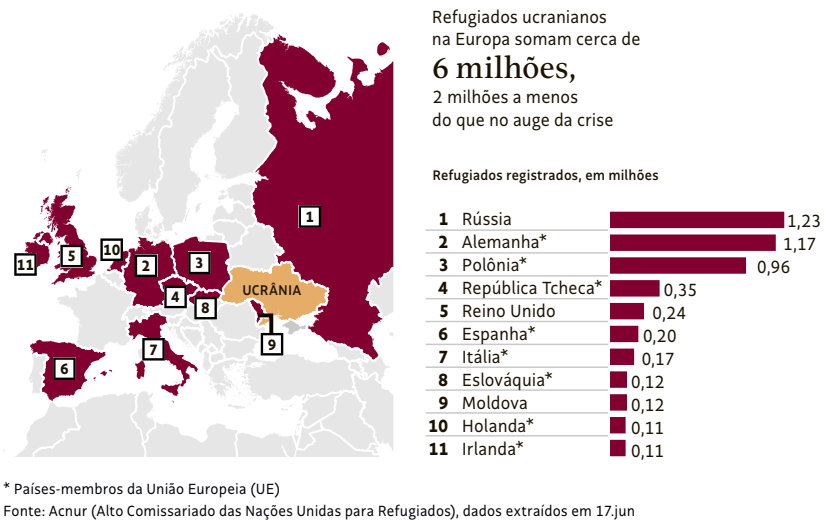 Refugiados ucranianos
na Europa somam cerca de
6 milhões,
2 milhões a menos
do que no auge da crise
Refugiados registrados, em milhões
1 Rússia 1,23
2 Alemanha* 1,17
3 Polônia* 0,96
4 República Tcheca* 0,35
5 Reino Unido 0,24
6 Espanha* 0,20
7 Itália* 0,17
8 Eslováquia* 0,12
9 Moldova 0,12
10 Holanda* 0,11
11 Irlanda* 0,11
1
10
5
11
2
3
UCRÂNIA
4
8
9
7
6
* Países-membros da União Europeia (UE)
Fonte: Acnur (Alto Comissariado das Nações Unidas para Refugiados), dados extraídos em 17.jun